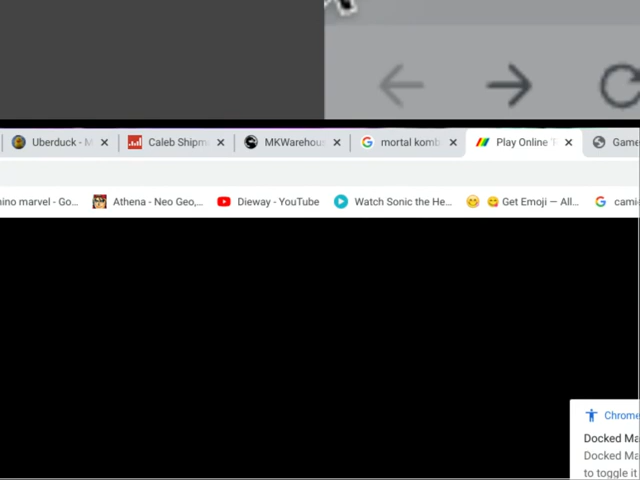 Uberduck - M
Caleb Shipm
MKWarehous
mortal komb
Play Online
Game
nino marvel - Go...
Athena - Neo Geo,...
Dieway - YouTube
Watch Sonic the He...
Get Emoji — All...
cami
Chrome
Docked Ma
Docked Ma
to toggle it